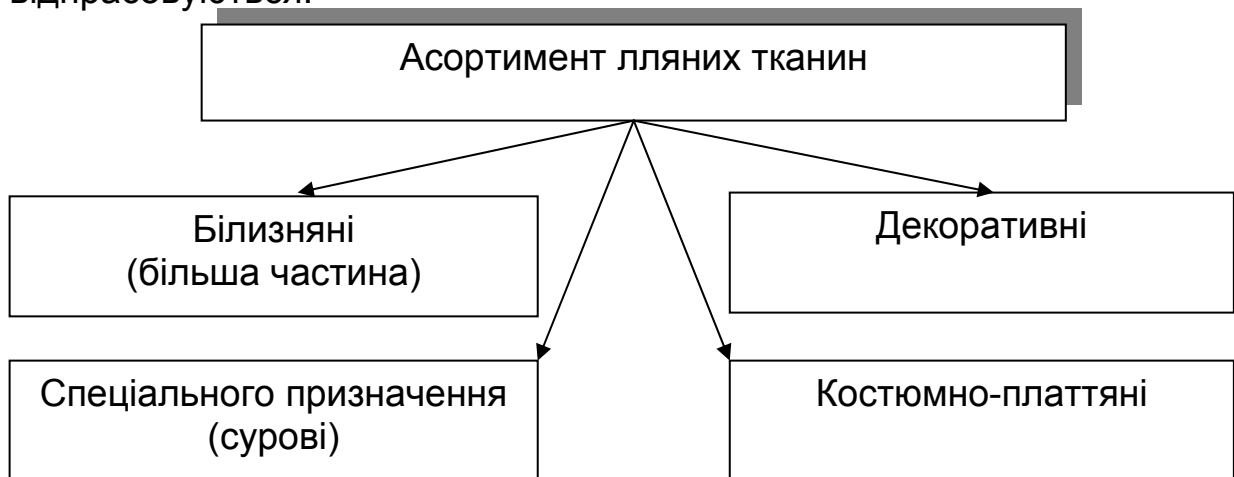 Асортимент лляних тканин
Білизняні
(більша частина)
Декоративні
Спеціального призначення
(сурові)
Костюмно-платтяні